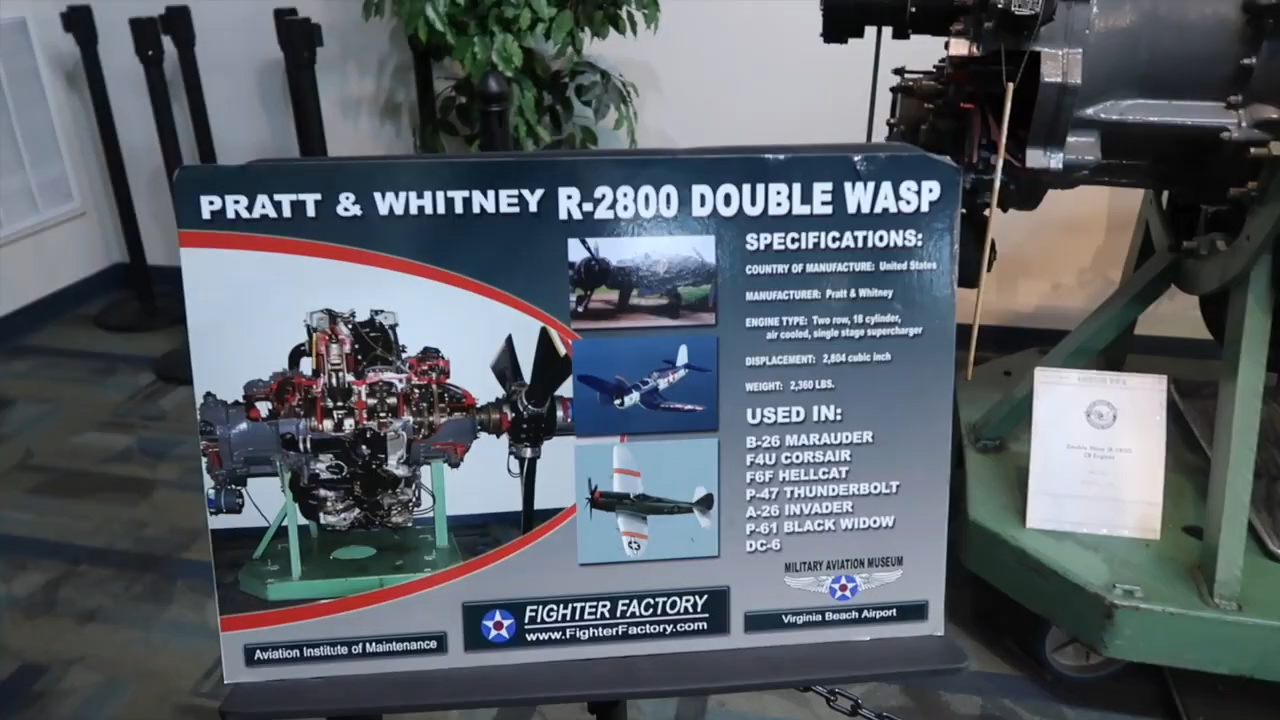 PRATT & WHITNEY R-2800 DOUBLE WASP
SPECIFICATIONS:
COUNTRY OF MANUFACTURE: United States
MANUFACTURER: Pratt & Whitney
ENGINE TYPE: Two row, 18 cylinder,
air cooled, single stage supercharger
DISPLACEMENT: 2,804 cubic inch
WEIGHT: 2,360 LBS.
USED IN:
B-26 MARAUDER
F4U CORSAIR
F6F HELLCAT
P-47 THUNDERBOLT
A-26 INVADER
P-61 BLACK WIDOW
DC-6
MILITARY AVIATION MUSEUM
Virginia Beach Airport
FIGHTER FACTORY
www.FighterFactory.com
Aviation Institute of Maintenance
Double Wasp
Engine